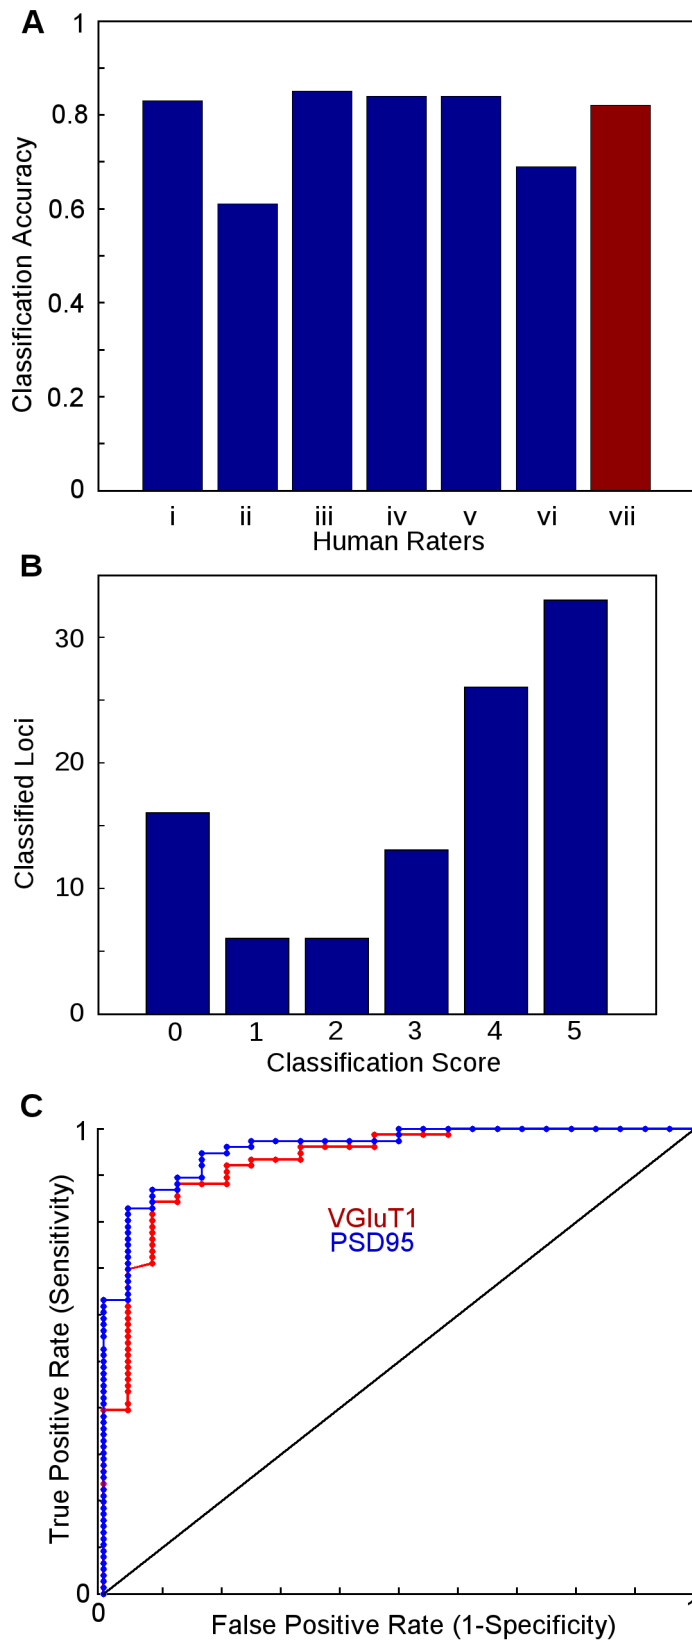 A
1
0.8
0.6
0.4
0.2
0
Classification Accuracy
i ii iii iv v vi vii
Human Raters
B
30
20
10
0
Classified Loci
0 1 2 3 4 5
Classification Score
C
1
0
True Positive Rate (Sensitivity)
VGluT1
PSD95
0 1
False Positive Rate (1-Specificity)